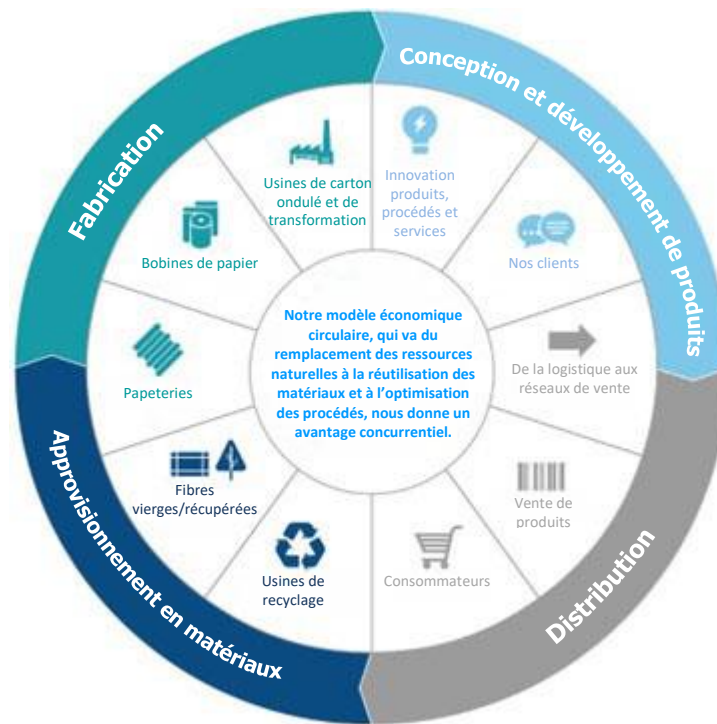 Conception et développement de produits
Innovation
produits,
procédés et
services
Nos clients
De la logistique aux
réseaux de vente
Distribution
Vente de
produits
Consommateurs
Approvisionnement en matériaux
Usines de
recyclage
Fibres
vierges/récupérées
Fabrication
Papeteries
Bobines de papier
Usines de carton
ondulé et de
transformation
Notre modèle économique
circulaire, qui va du
remplacement des ressources
naturelles à la réutilisation des
matériaux et à l’optimisation
des procédés, nous donne un
avantage concurrentiel.